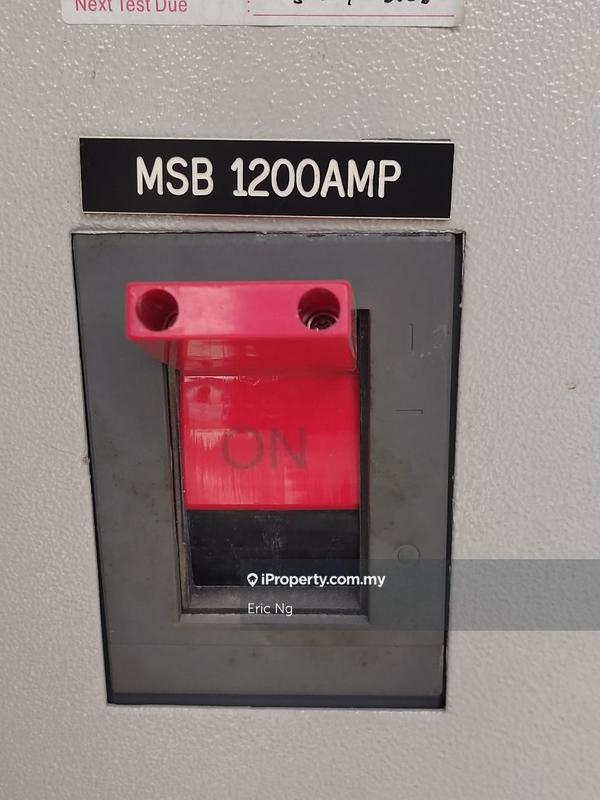 Next Test Due :
MSB 1200AMP
ON
iProperty.com.my
Eric Ng